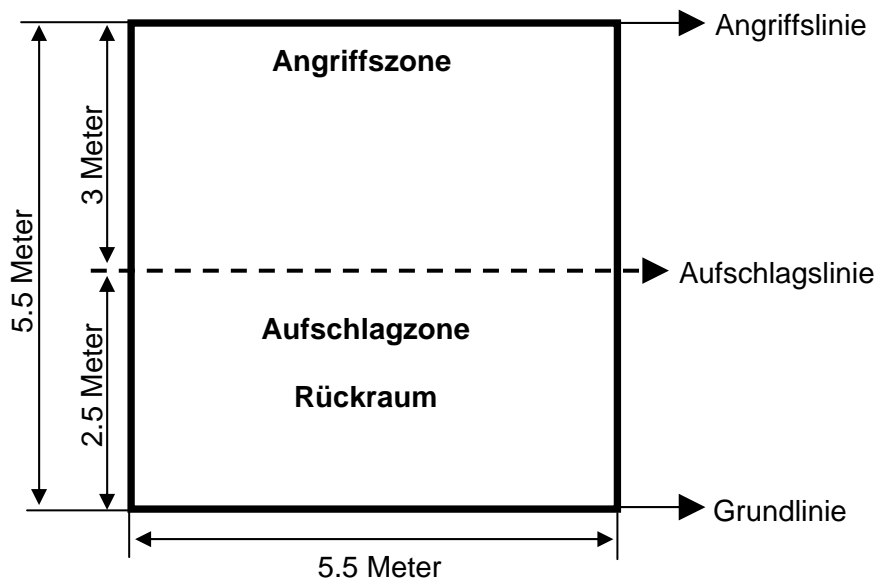 Angriffslinie
Angriffszone
3 Meter
5.5 Meter
Aufschlagslinie
Aufschlagzone
Rückraum
2.5 Meter
Grundlinie
5.5 Meter